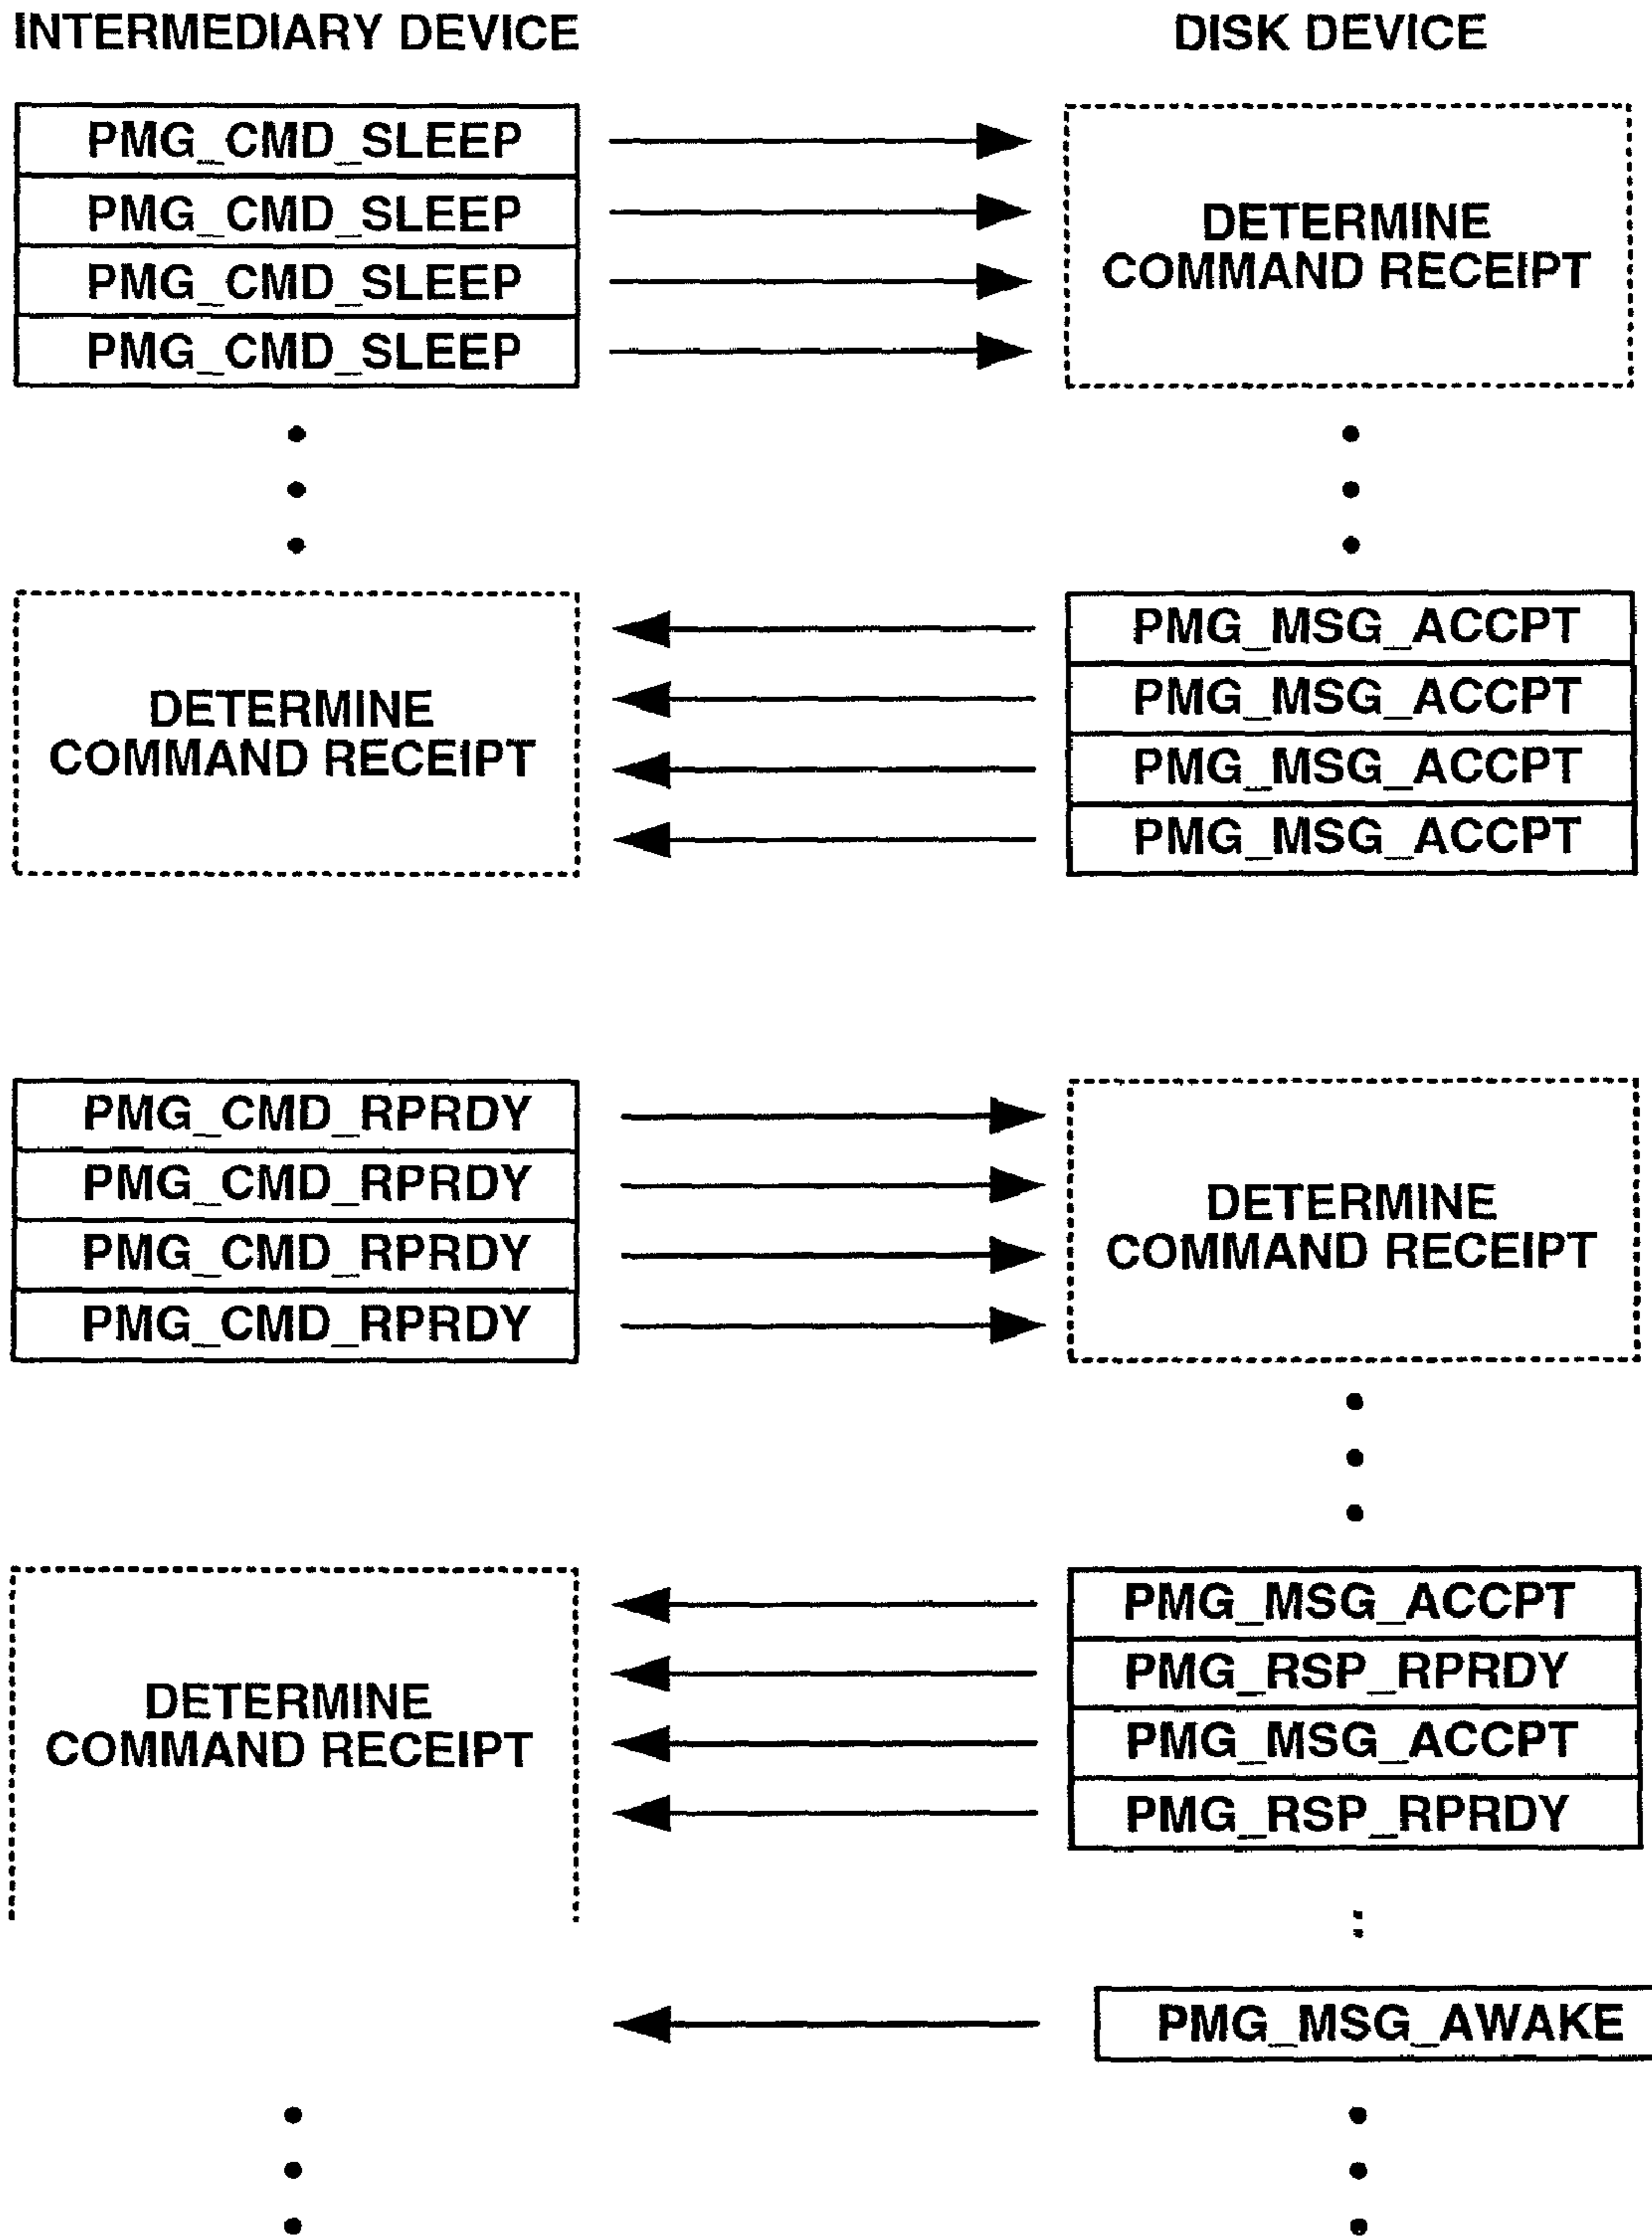 INTERMEDIARY DEVICE
DISK DEVICE
PMG_CMD_SLEEP
PMG_CMD_SLEEP
PMG_CMD_SLEEP
PMG_CMD_SLEEP
DETERMINE
COMMAND RECEIPT
DETERMINE
COMMAND RECEIPT
PMG_MSG_ACCPT
PMG_MSG_ACCPT
PMG_MSG_ACCPT
PMG_MSG_ACCPT
PMG_CMD_RPRDY
PMG_CMD_RPRDY
PMG_CMD_RPRDY
PMG_CMD_RPRDY
DETERMINE
COMMAND RECEIPT
DETERMINE
COMMAND RECEIPT
PMG_MSG_ACCPT
PMG_RSP_RPRDY
PMG_MSG_ACCPT
PMG_RSP_RPRDY
PMG_MSG_AWAKE